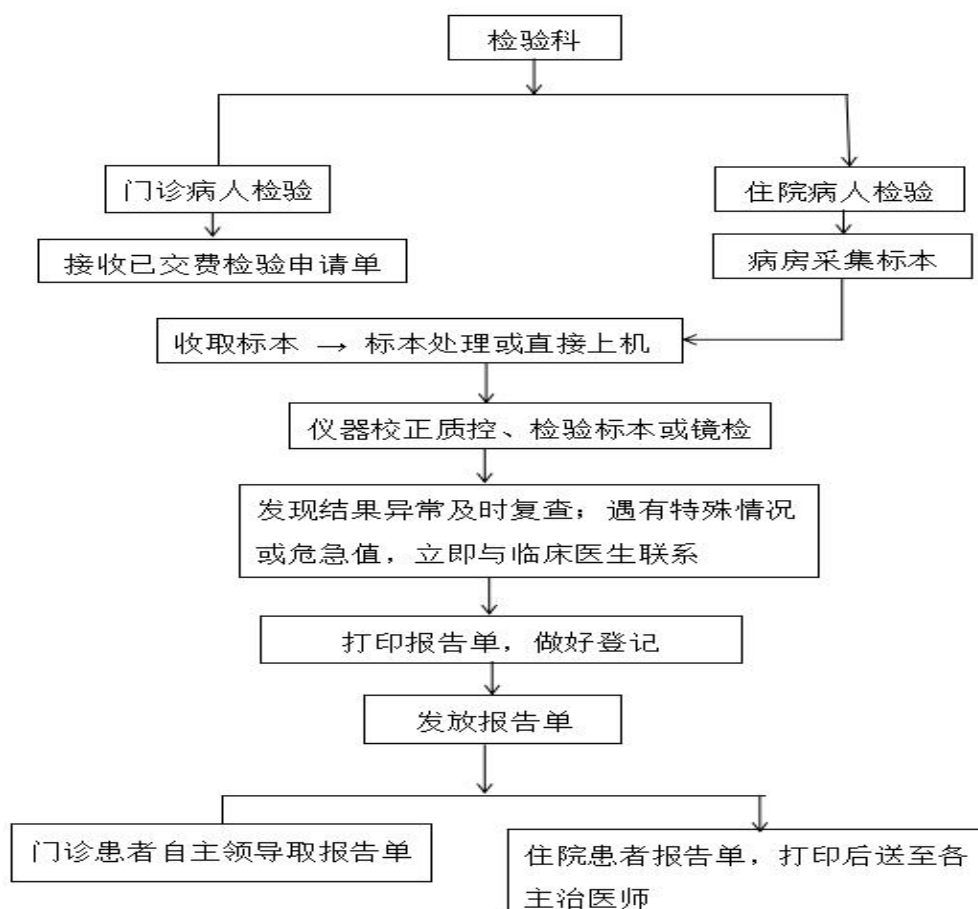 检验科
门诊病人检验
住院病人检验
接收已交费检验申请单
病房采集标本
收取标本 → 标本处理或直接上机
仪器校正质控、检验标本或镜检
发现结果异常及时复查；遇有特殊情况
或危急值，立即与临床医生联系
打印报告单，做好登记
发放报告单
门诊患者自主领导取报告单
住院患者报告单，打印后送至各
主治医师